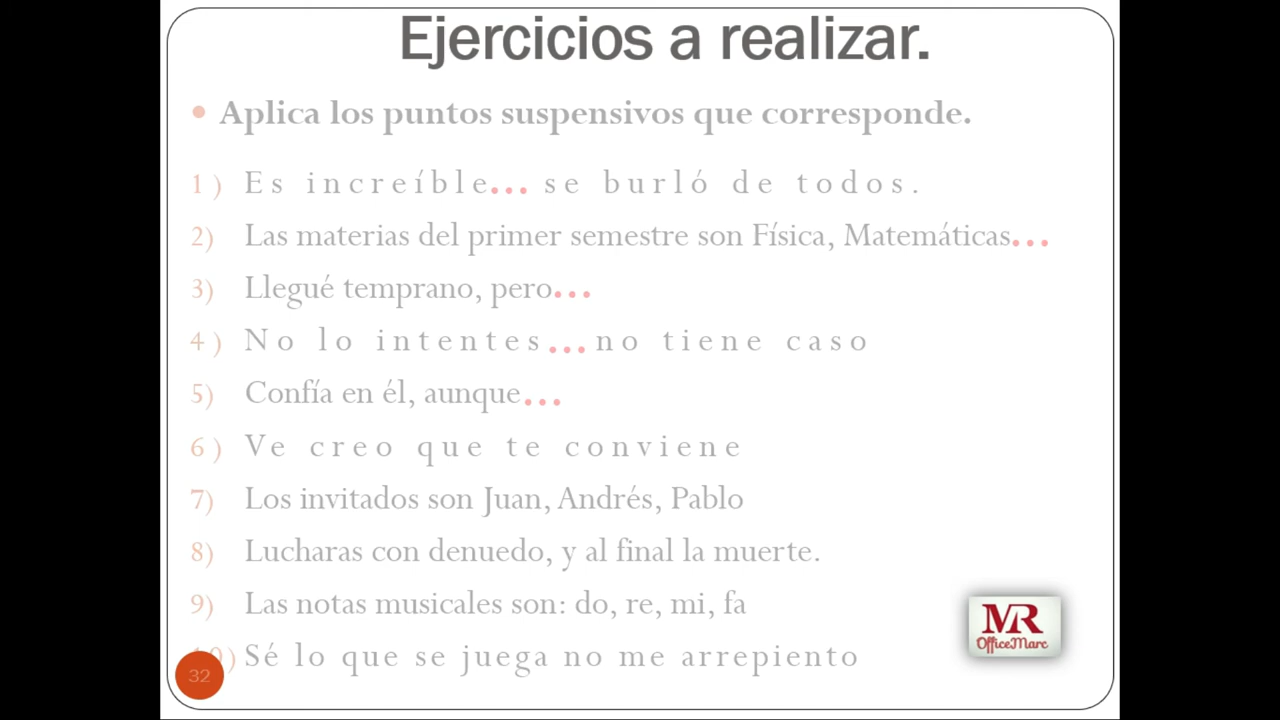 Ejercicios a realizar.
• Aplica los puntos suspensivos que corresponde.
1) Es increíble... se burló de todos.
2) Las materias del primer semestre son Física, Matemáticas...
3) Llegué temprano, pero...
4) No lo intentes...no tiene caso
5) Confía en él, aunque...
6) Ve creo que te conviene
7) Los invitados son Juan, Andrés, Pablo
8) Lucharas con denuedo, y al final la muerte.
9) Las notas musicales son: do, re, mi, fa
10) Sé lo que se juega no me arrepiento
MR
OfficeMarc
32